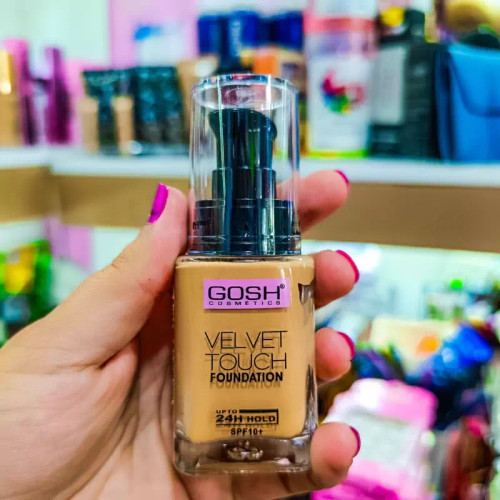 GOSH®
COSMETICS
VELVET
TOUCH
FOUNDATION
UP TO
24H HOLD
SPF10+